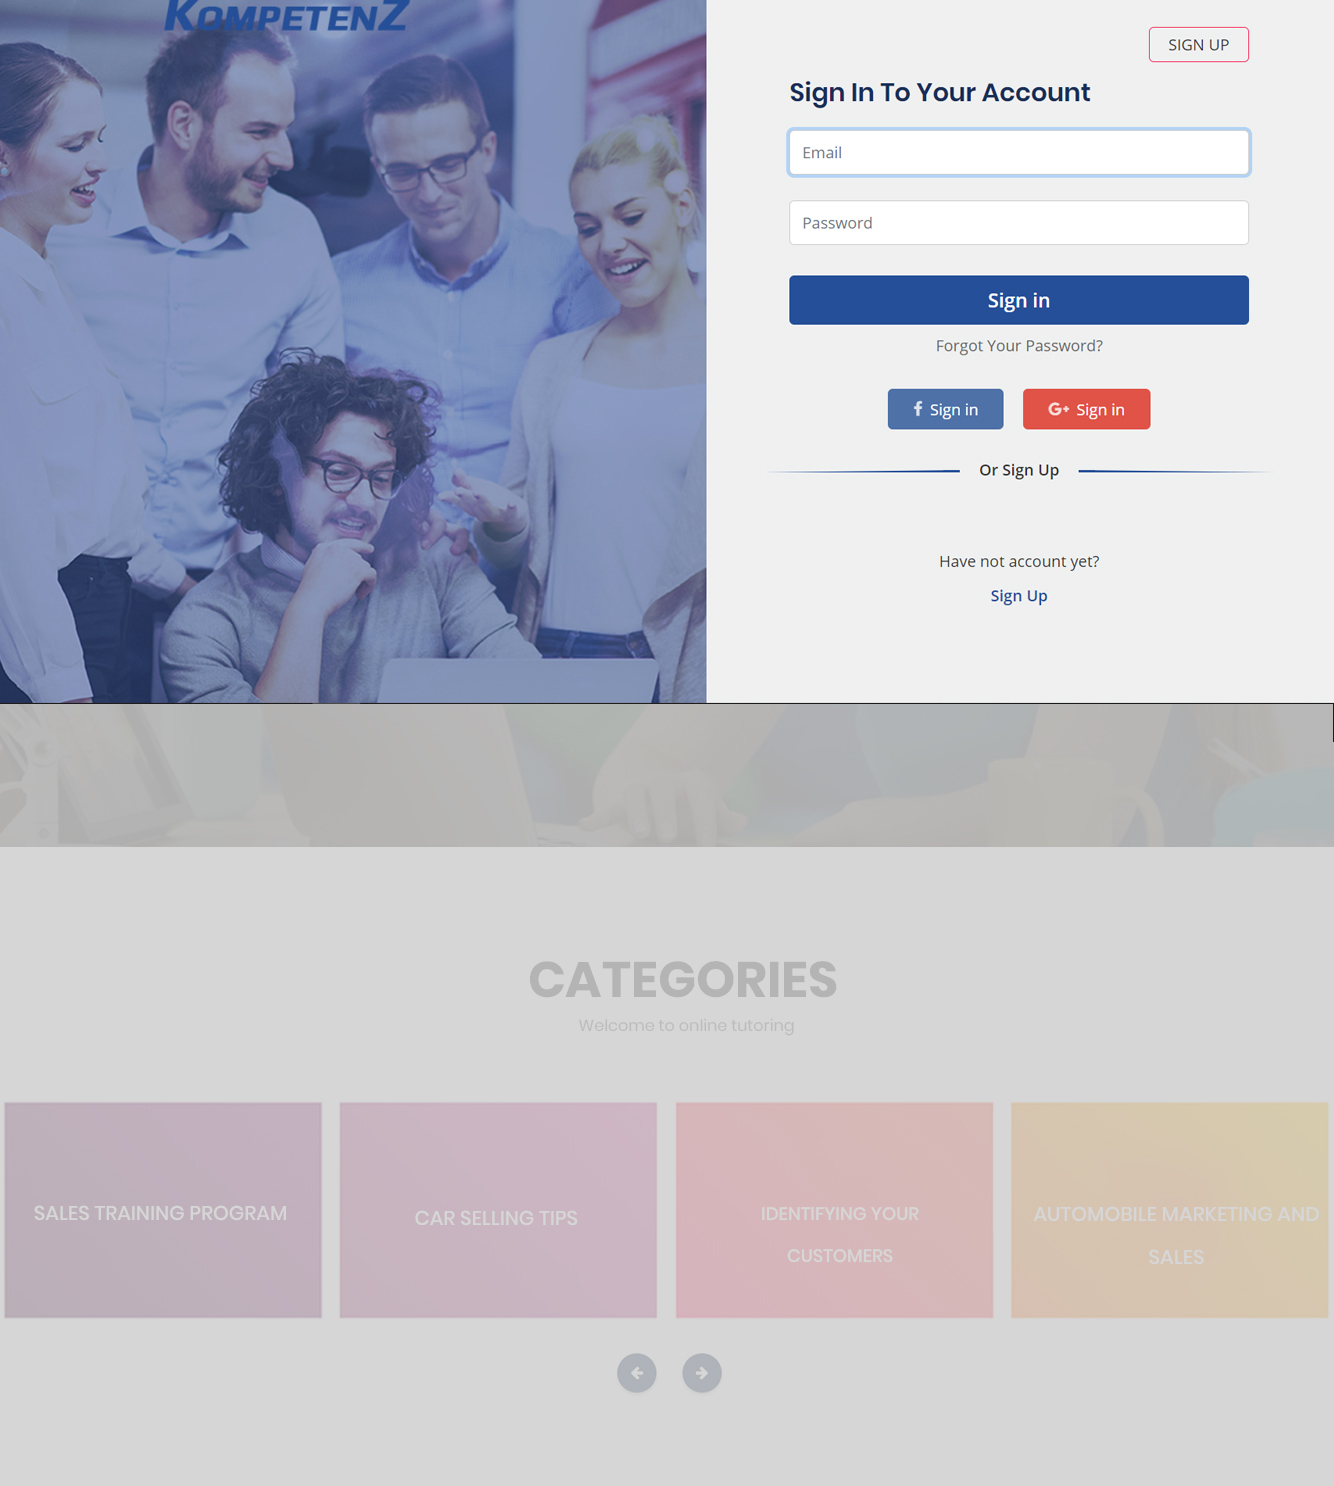 KOMPETENZ
SIGN UP
Sign In To Your Account
Email
Password
Sign in
Forgot Your Password?
f Sign in
G+ Sign in
Or Sign Up
Have not account yet?
Sign Up
CATEGORIES
Welcome to online tutoring
SALES TRAINING PROGRAM
CAR SELLING TIPS
IDENTIFYING YOUR
CUSTOMERS
AUTOMOBILE MARKETING AND
SALES